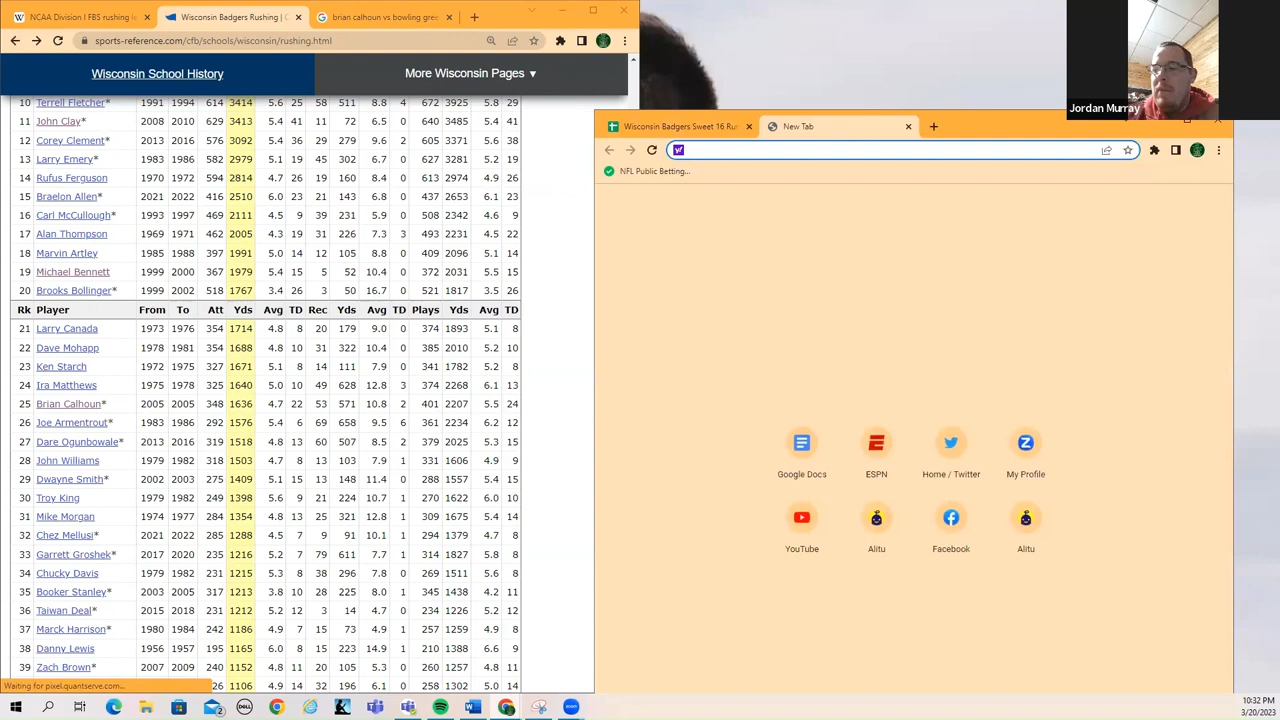 NCAA Division I FBS rushing le
Wisconsin Badgers Rushing | C
brian calhoun vs bowling gree
sports-reference.com/cfb/schools/wisconsin/rushing.html
Wisconsin School History
More Wisconsin Pages ▼
10 Terrell Fletcher* 1991 1994 614 3414 5.6 25 58 511 8.8 4 672 3925 5.8 29
11 John Clay* 2008 2010 629 3413 5.4 41 11 72 6.5 0 640 3485 5.4 41
12 Corey Clement* 2013 2016 576 3092 5.4 36 29 279 9.6 2 605 3371 5.6 38
13 Larry Emery* 1983 1986 582 2979 5.1 19 45 302 6.7 0 627 3281 5.2 19
14 Rufus Ferguson 1970 1972 594 2814 4.7 26 19 160 8.4 0 613 2974 4.9 26
15 Braelon Allen* 2021 2022 416 2510 6.0 23 21 143 6.8 0 437 2653 6.1 23
16 Carl McCullough* 1993 1997 469 2111 4.5 9 39 231 5.9 0 508 2342 4.6 9
17 Alan Thompson 1969 1971 462 2005 4.3 19 31 226 7.3 3 493 2231 4.5 22
18 Marvin Artley 1985 1988 397 1991 5.0 14 12 105 8.8 0 409 2096 5.1 14
19 Michael Bennett 1999 2000 367 1979 5.4 15 5 52 10.4 0 372 2031 5.5 15
20 Brooks Bollinger* 1999 2002 518 1767 3.4 26 3 50 16.7 0 521 1817 3.5 26
Rk Player From To Att Yds Avg TD Rec Yds Avg TD Plays Yds Avg TD
21 Larry Canada 1973 1976 354 1714 4.8 8 20 179 9.0 0 374 1893 5.1 8
22 Dave Mohapp 1978 1981 354 1688 4.8 10 31 322 10.4 0 385 2010 5.2 10
23 Ken Starch 1972 1975 327 1671 5.1 8 14 111 7.9 0 341 1782 5.2 8
24 Ira Matthews 1975 1978 325 1640 5.0 10 49 628 12.8 3 374 2268 6.1 13
25 Brian Calhoun* 2005 2005 348 1636 4.7 22 53 571 10.8 2 401 2207 5.5 24
26 Joe Armentrout* 1983 1986 292 1576 5.4 6 69 658 9.5 6 361 2234 6.2 12
27 Dare Ogunbowale* 2013 2016 319 1518 4.8 13 60 507 8.5 2 379 2025 5.3 15
28 John Williams 1979 1982 318 1503 4.7 8 13 103 7.9 1 331 1606 4.9 9
29 Dwayne Smith* 2002 2003 275 1409 5.1 15 13 148 11.4 0 288 1557 5.4 15
30 Troy King 1979 1982 249 1398 5.6 9 21 224 10.7 1 270 1622 6.0 10
31 Mike Morgan 1974 1977 284 1354 4.8 13 25 321 12.8 1 309 1675 5.4 14
32 Chez Mellusi* 2021 2022 285 1288 4.5 7 9 91 10.1 1 294 1379 4.7 8
33 Garrett Groshek* 2017 2020 235 1216 5.2 7 79 611 7.7 1 314 1827 5.8 8
34 Chucky Davis 1979 1982 231 1215 5.3 8 38 296 7.8 0 269 1511 5.6 8
35 Booker Stanley* 2003 2005 317 1213 3.8 10 28 225 8.0 1 345 1438 4.2 11
36 Taiwan Deal* 2015 2018 231 1212 5.2 12 3 14 4.7 0 234 1226 5.2 12
37 Marck Harrison* 1980 1984 242 1186 4.9 7 15 73 4.9 1 257 1259 4.9 8
38 Danny Lewis 1956 1957 195 1165 6.0 8 15 223 14.9 1 210 1388 6.6 9
39 Zach Brown* 2007 2009 240 1152 4.8 11 20 105 5.3 0 260 1257 4.8 11
26 1106 4.9 14 32 196 6.1 0 258 1302 5.0 14
Waiting for pixel.quantserve.com...
Jordan Murray
Wisconsin Badgers Sweet 16 Rus
New Tab
NFL Public Betting...
Google Docs
ESPN
Home / Twitter
My Profile
YouTube
Alitu
Facebook
Alitu
10:32 PM
3/20/2023